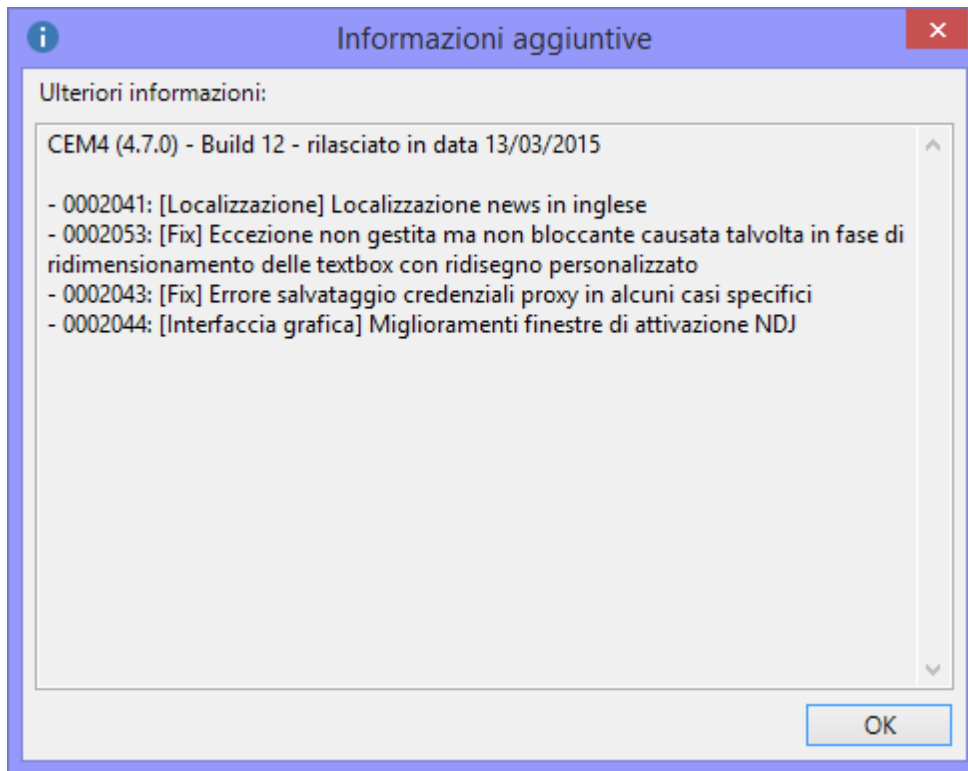 Informazioni aggiuntive
Ulteriori informazioni:
CEM4 (4.7.0) - Build 12 - rilasciato in data 13/03/2015
- 0002041: [Localizzazione] Localizzazione news in inglese
- 0002053: [Fix] Eccezione non gestita ma non bloccante causata talvolta in fase di
ridimensionamento delle textbox con ridisegno personalizzato
- 0002043: [Fix] Errore salvataggio credenziali proxy in alcuni casi specifici
- 0002044: [Interfaccia grafica] Miglioramenti finestre di attivazione NDJ
OK